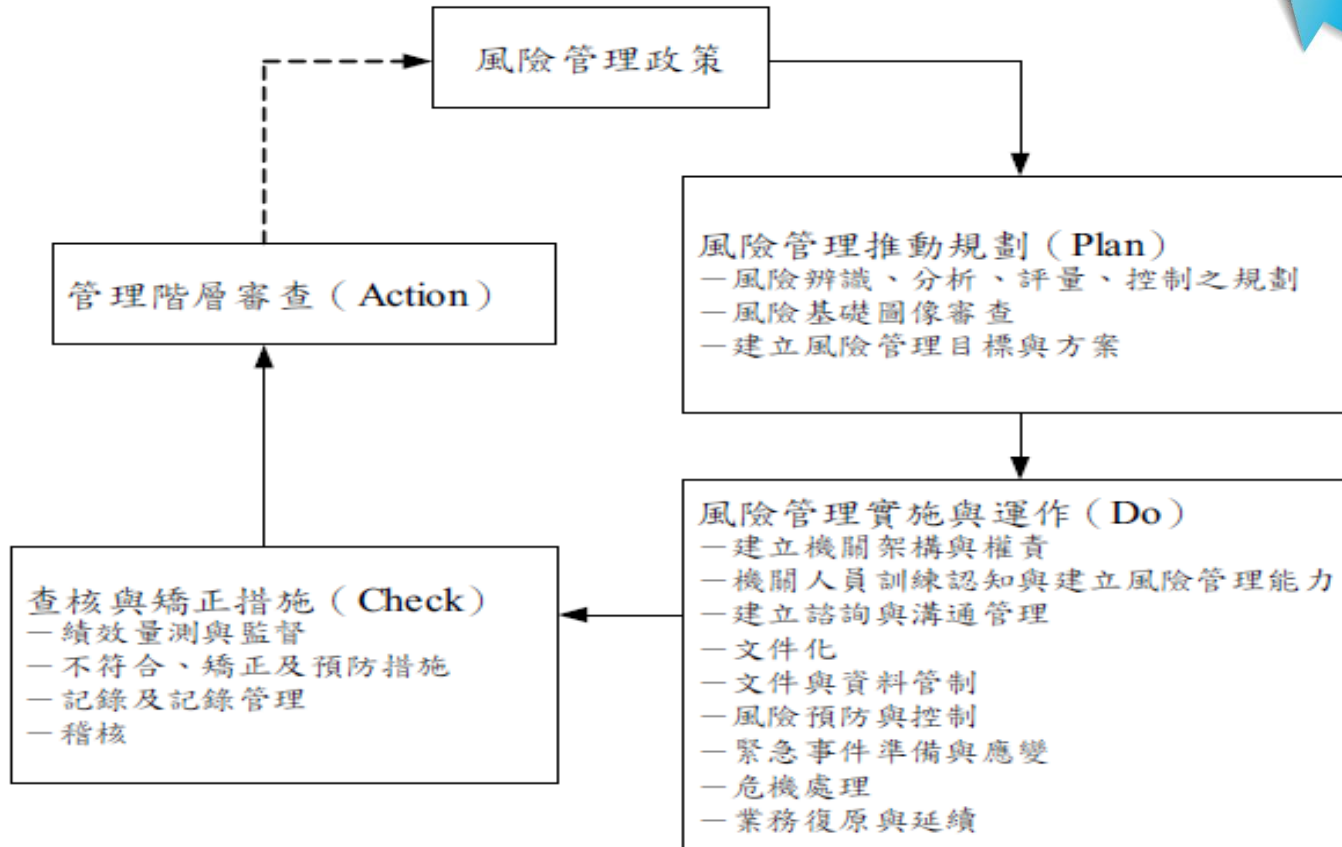 風險管理政策
風險管理推動規劃（Plan）
－風險辨識、分析、評量、控制之規劃
－風險基礎圖像審查
－建立風險管理目標與方案
風險管理實施與運作（Do）
－建立機關架構與權責
－機關人員訓練認知與建立風險管理能力
－建立諮詢與溝通管理
－文件化
－文件與資料管制
－風險預防與控制
－緊急事件準備與應變
－危機處理
－業務復原與延續
查核與矯正措施（Check）
－績效量測與監督
－不符合、矯正及預防措施
－記錄及記錄管理
－稽核
管理階層審查（Action）